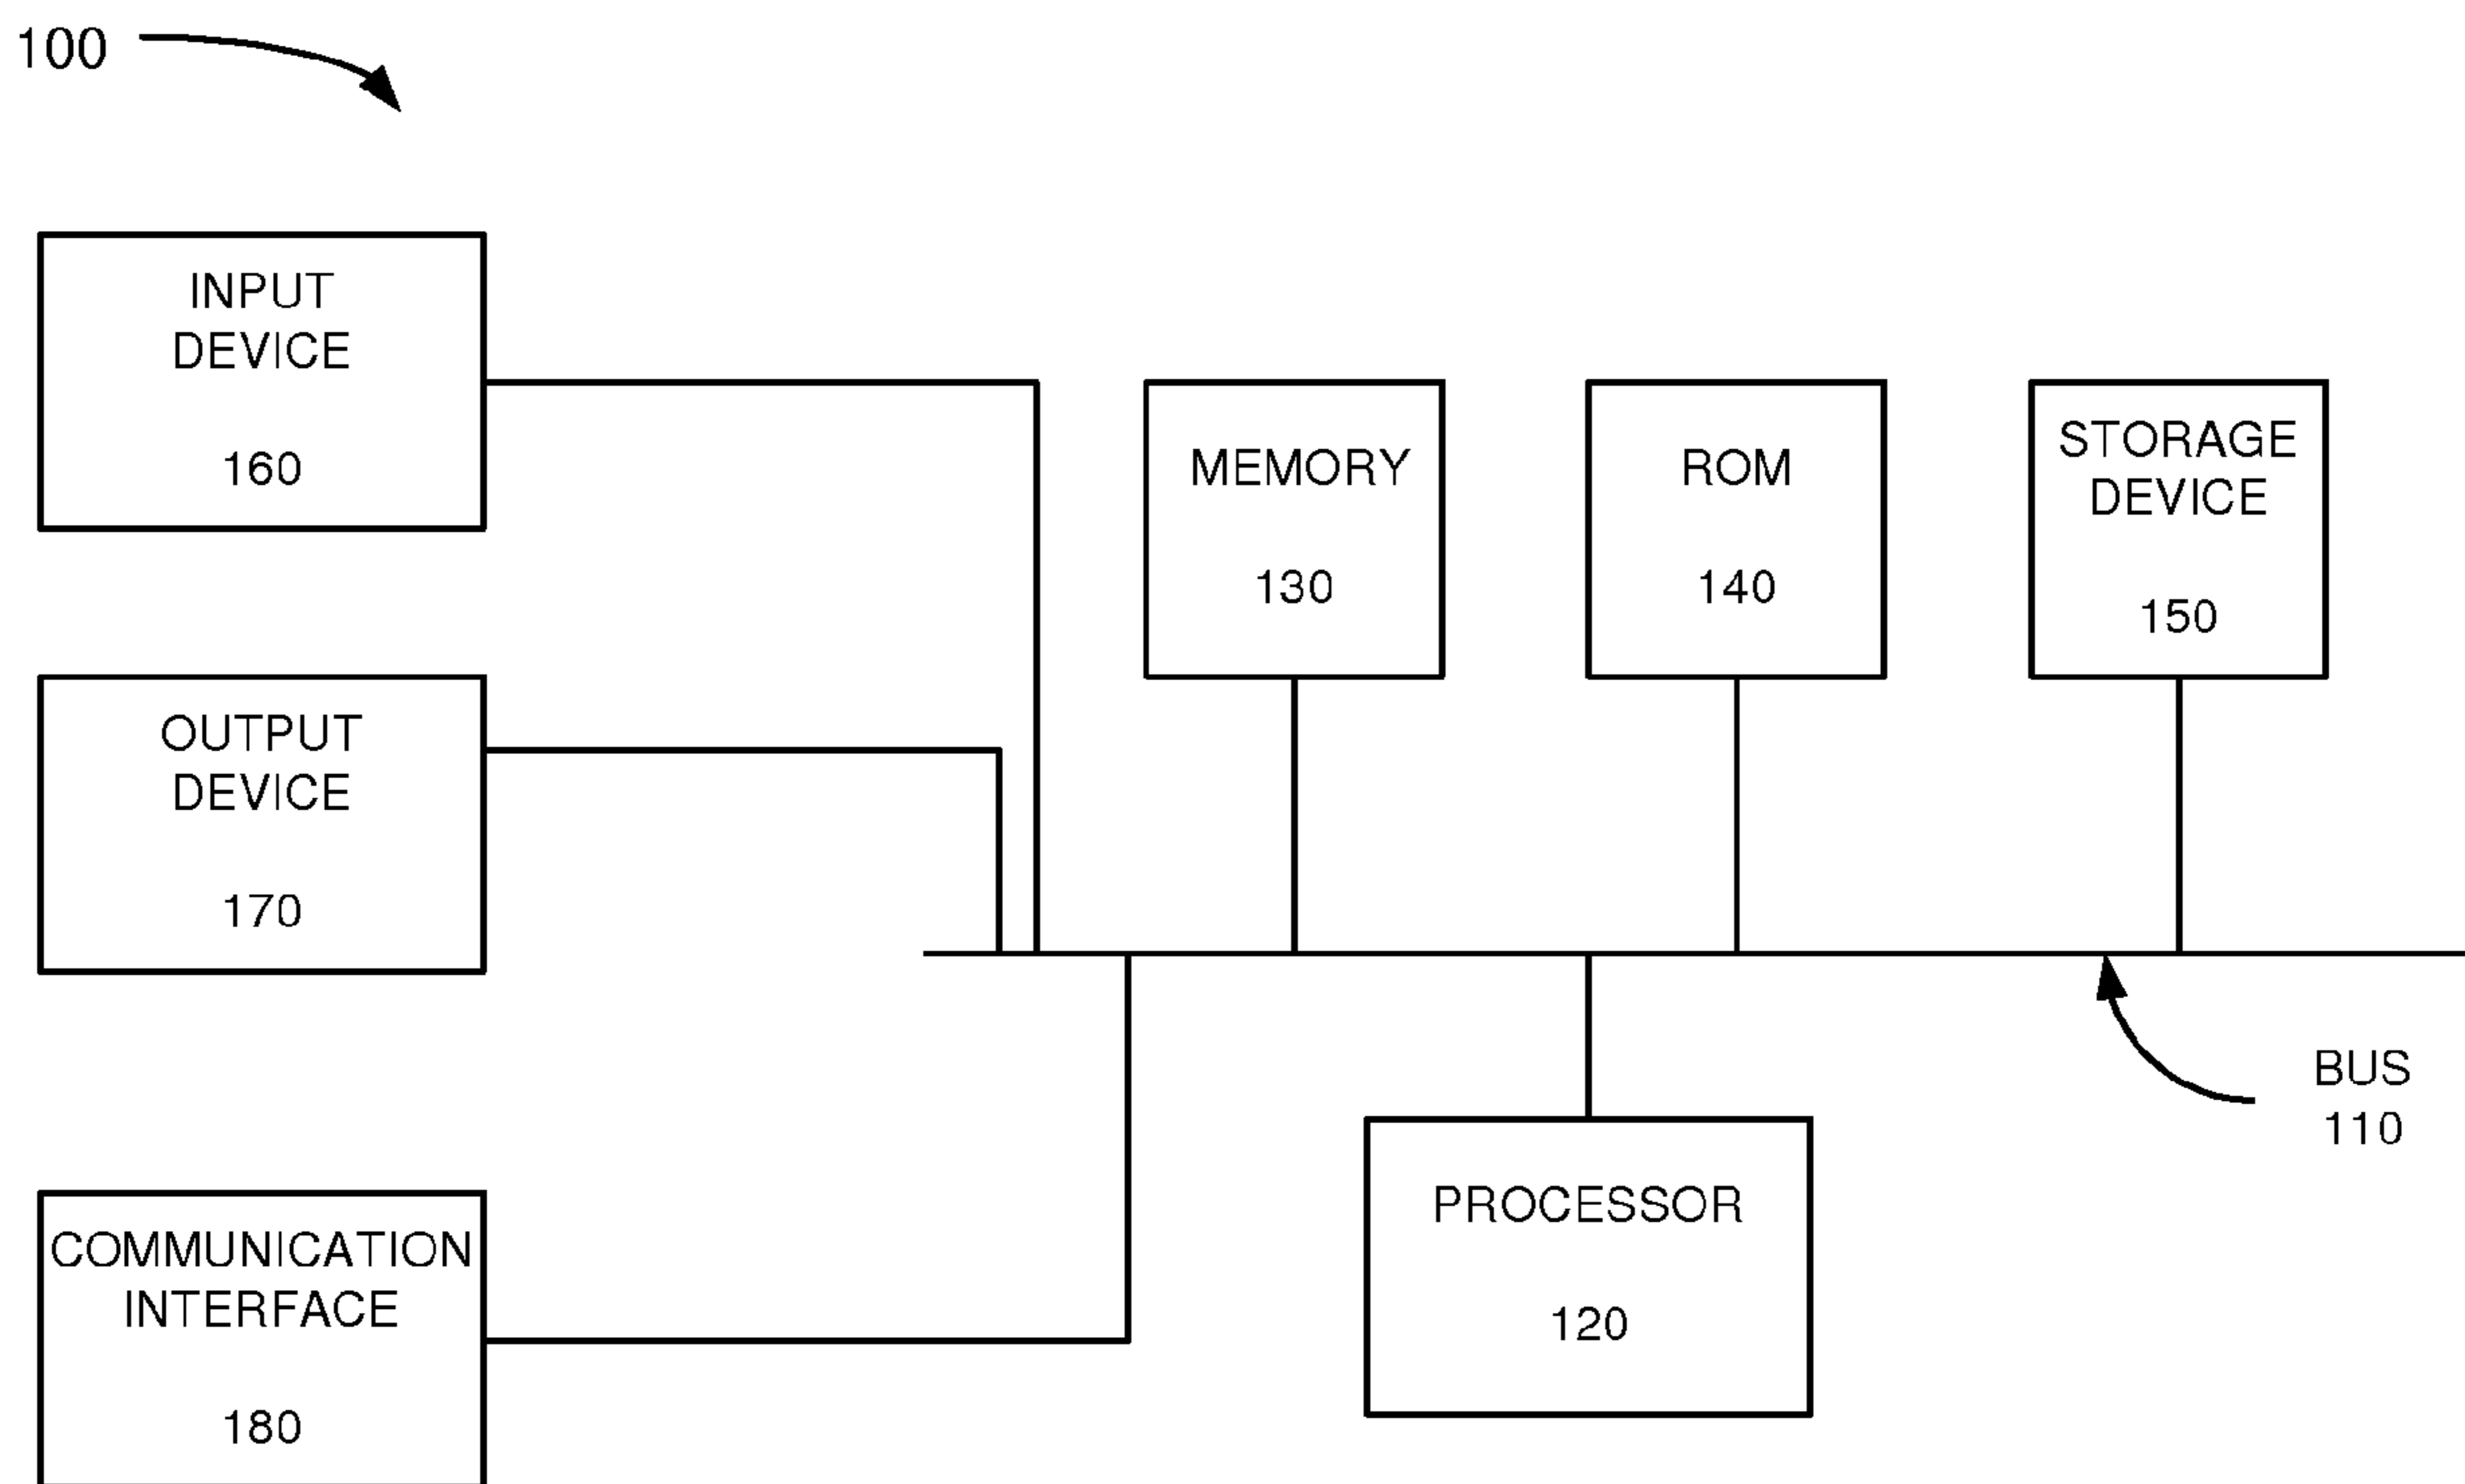 100
INPUT
DEVICE
160
MEMORY
130
ROM
140
STORAGE
DEVICE
150
OUTPUT
DEVICE
170
BUS
110
PROCESSOR
120
COMMUNICATION
INTERFACE
180